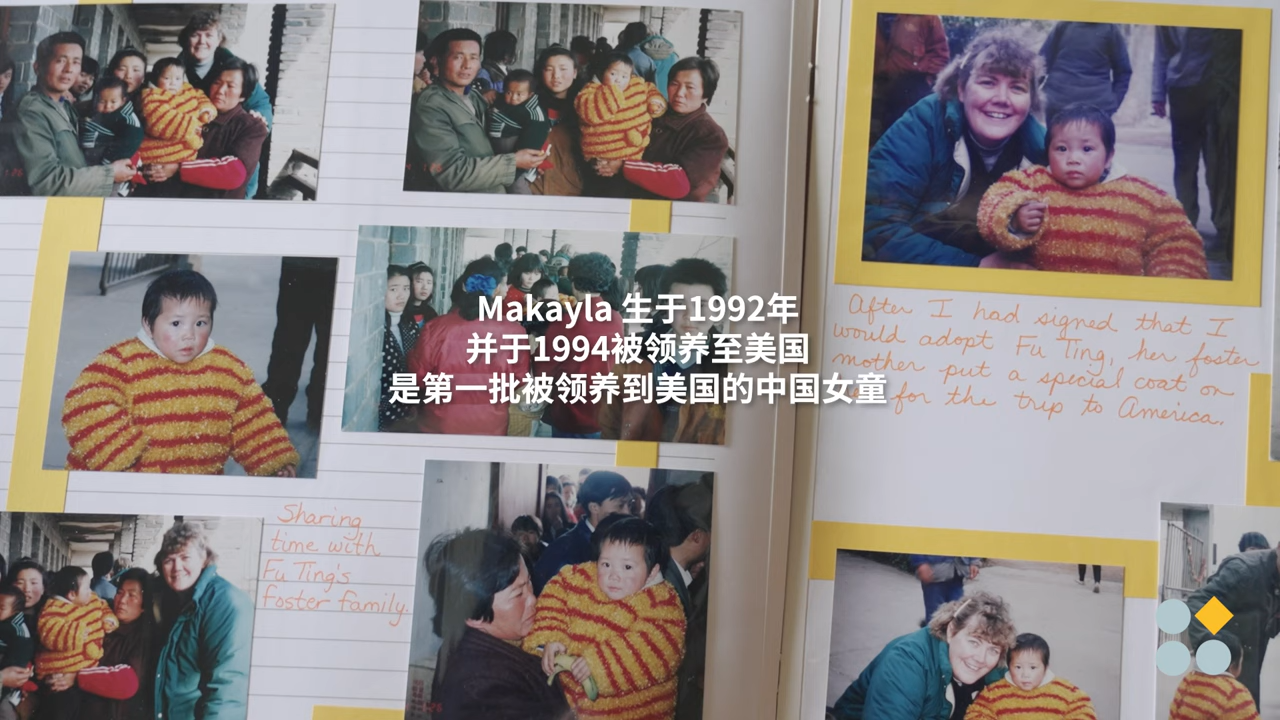 Makayla 生于1992年
并于1994被领养至美国
是第一批被领养到美国的中国女童
After I had signed that I
would adopt Fu Ting, her foster
mother put a special coat on
for the trip to America.
Sharing
time with
Fu Ting's
foster family.